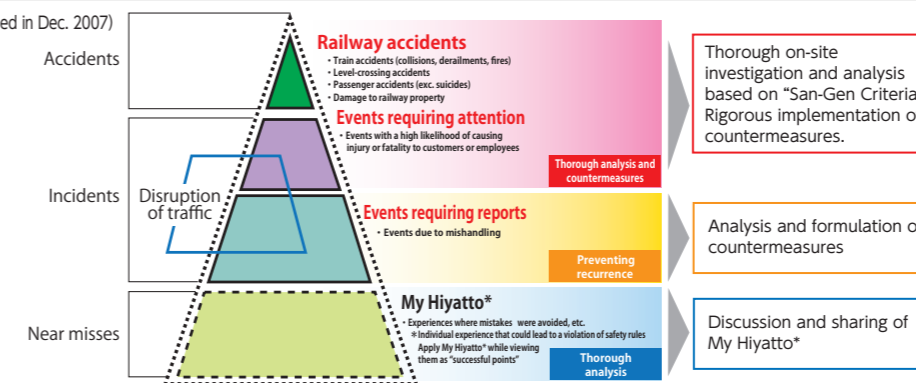 ed in Dec. 2007)
Accidents
Railway accidents
・Train accidents (collisions, derailments, fires)
・Level-crossing accidents
・Passenger accidents (exc. suicides)
・Damage to railway property
Events requiring attention
・Events with a high likelihood of causing
injury or fatality to customers or employees
Thorough analysis and
countermeasures
Thorough on-site
investigation and analysis
based on “San-Gen Criteria
Rigorous implementation o
countermeasures.
Incidents
Disruption
of traffic
Events requiring reports
・Events due to mishandling
Preventing
recurrence
Analysis and formulation o
countermeasures
Near misses
My Hiyatto*
・Experiences where mistakes were avoided, etc.
*Individual experience that could lead to a violation of safety rules
Apply My Hiyatto* while viewing
them as “successful points”
Thorough
analysis
Discussion and sharing of
My Hiyatto*